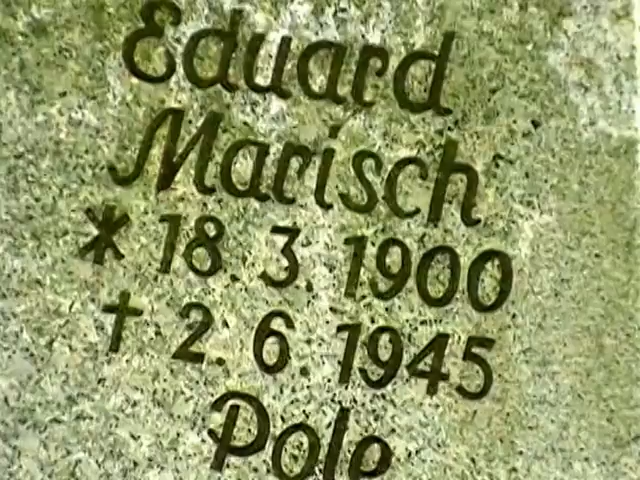 Eduard
Marisch
* 18. 3. 1900
† 2. 6. 1945
Pole